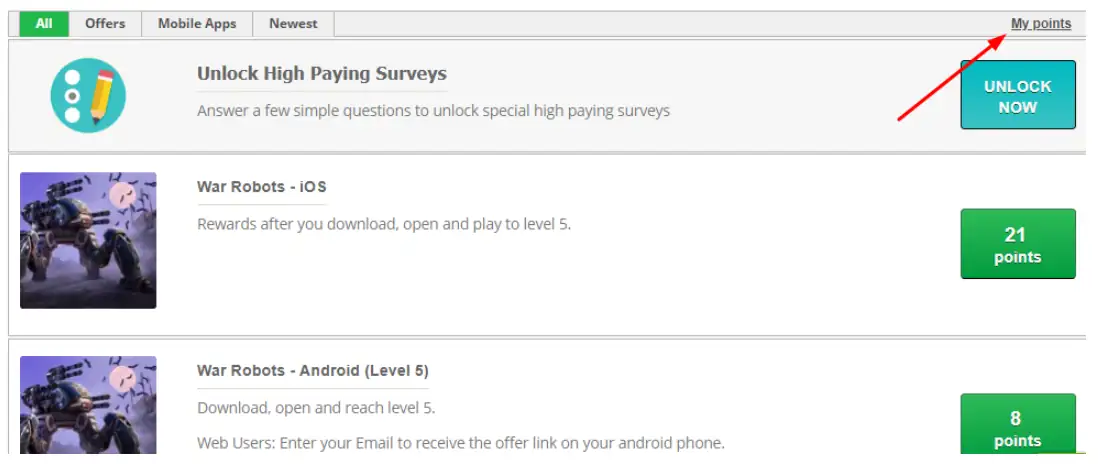 All Offers Mobile Apps Newest My points
Unlock High Paying Surveys
Answer a few simple questions to unlock special high paying surveys
UNLOCK
NOW
War Robots - iOS
Rewards after you download, open and play to level 5.
21
points
War Robots - Android (Level 5)
Download, open and reach level 5.
Web Users: Enter your Email to receive the offer link on your android phone.
8
points